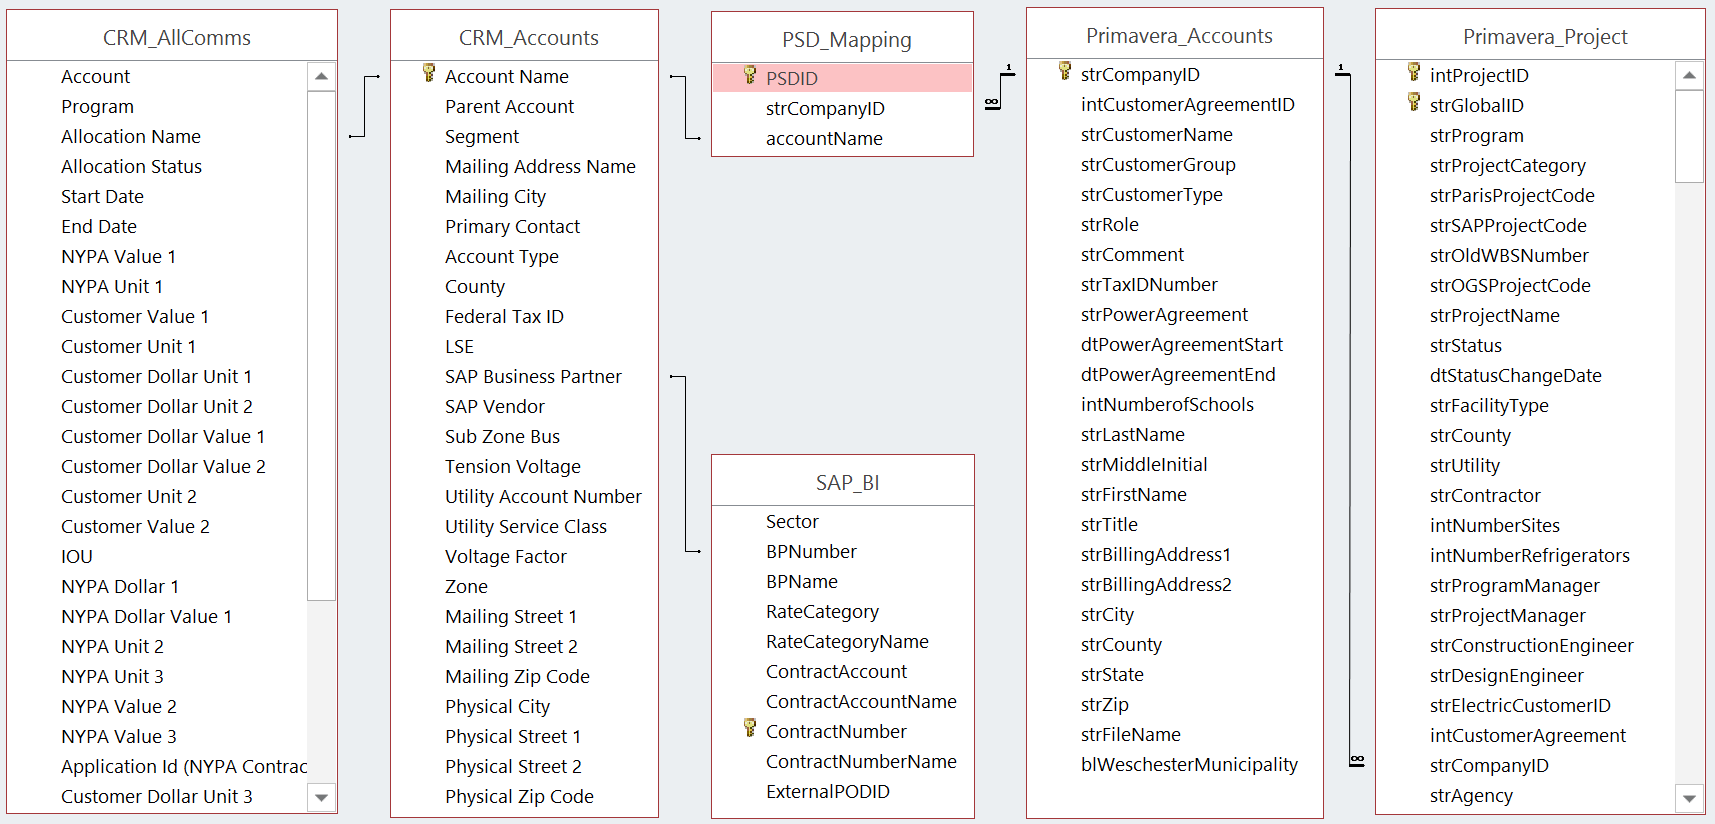 CRM_AllComms
Account
Program
Allocation Name
Allocation Status
Start Date
End Date
NYPA Value 1
NYPA Unit 1
Customer Value 1
Customer Unit 1
Customer Dollar Unit 1
Customer Dollar Unit 2
Customer Dollar Value 1
Customer Dollar Value 2
Customer Unit 2
Customer Value 2
IOU
NYPA Dollar 1
NYPA Dollar Value 1
NYPA Unit 2
NYPA Unit 3
NYPA Value 2
NYPA Value 3
Application Id (NYPA Contrac
Customer Dollar Unit 3
CRM_Accounts
Account Name
Parent Account
Segment
Mailing Address Name
Mailing City
Primary Contact
Account Type
County
Federal Tax ID
LSE
SAP Business Partner
SAP Vendor
Sub Zone Bus
Tension Voltage
Utility Account Number
Utility Service Class
Voltage Factor
Zone
Mailing Street 1
Mailing Street 2
Mailing Zip Code
Physical City
Physical Street 1
Physical Street 2
Physical Zip Code
PSD_Mapping
PSDID
strCompanyID
accountName
SAP_BI
Sector
BPNumber
BPName
RateCategory
RateCategoryName
ContractAccount
ContractAccountName
ContractNumber
ContractNumberName
ExternalPODID
1
∞
Primavera_Accounts
strCompanyID
intCustomerAgreementID
strCustomerName
strCustomerGroup
strCustomerType
strRole
strComment
strTaxIDNumber
strPowerAgreement
dtPowerAgreementStart
dtPowerAgreementEnd
intNumberofSchools
strLastName
strMiddleInitial
strFirstName
strTitle
strBillingAddress1
strBillingAddress2
strCity
strCounty
strState
strZip
strFileName
blWeschesterMunicipality
1
∞
Primavera_Project
intProjectID
strGlobalID
strProgram
strProjectCategory
strParisProjectCode
strSAPProjectCode
strOldWBSNumber
strOGSProjectCode
strProjectName
strStatus
dtStatusChangeDate
strFacilityType
strCounty
strUtility
strContractor
intNumberSites
intNumberRefrigerators
strProgramManager
strProjectManager
strConstructionEngineer
strDesignEngineer
strElectricCustomerID
intCustomerAgreement
strCompanyID
strAgency